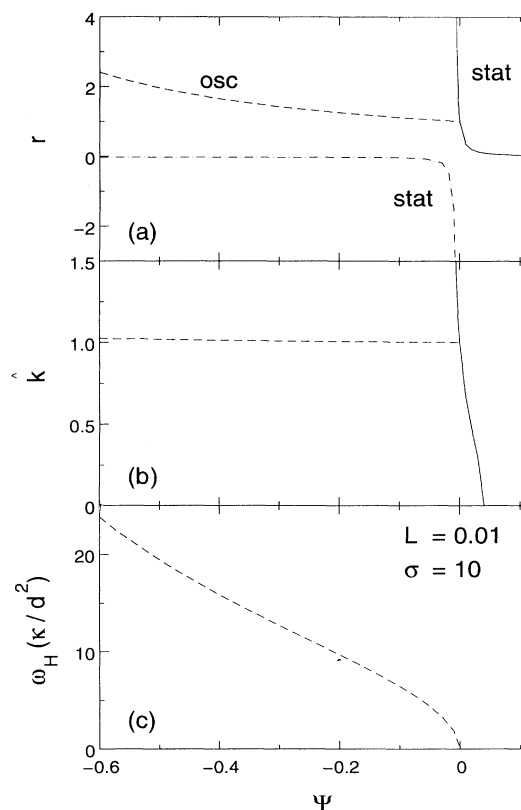 4
stat
osc
2
r
0
stat
-2
(a)
1.5
1.0
^
k
0.5
(b)
0
L = 0.01
20
σ = 10
ω_H (κ / d²)
10
(c)
0
-0.6 -0.4 -0.2 0
Ψ